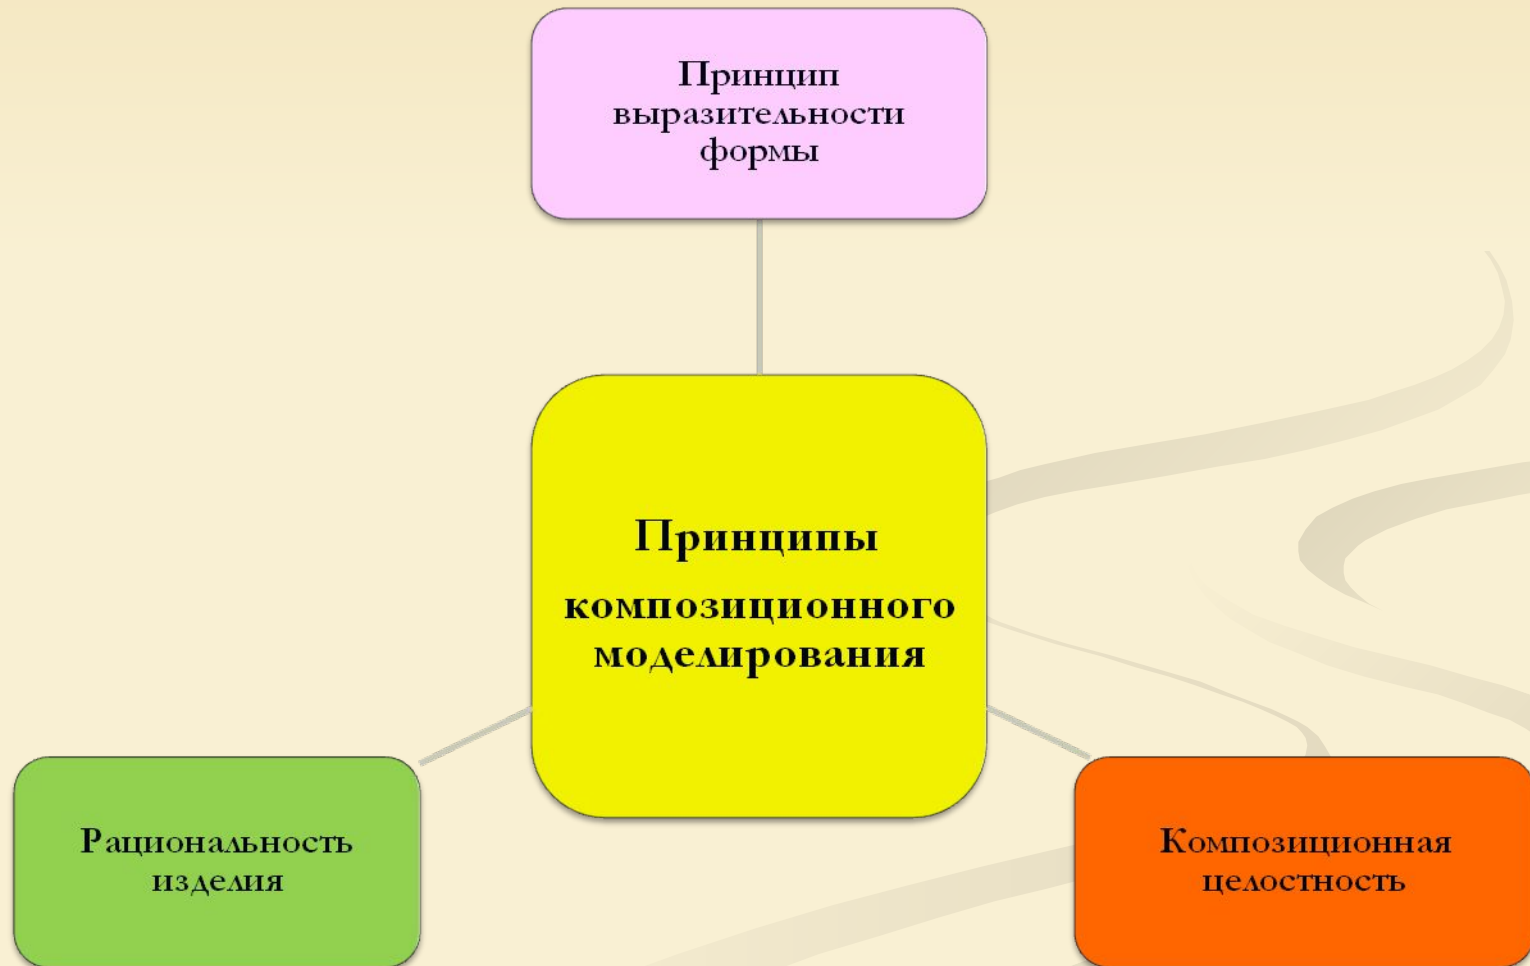 Принцип
выразительности
формы
Принципы
композиционного
моделирования
Рациональность
изделия
Композиционная
целостность